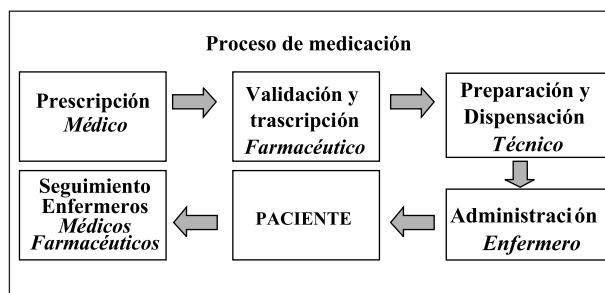 Proceso de medicación
Prescripción
Médico
Validación y
trascripción
Farmacéutico
Preparación y
Dispensación
Técnico
Seguimiento
Enfermeros
Médicos
Farmacéuticos
PACIENTE
Administración
Enfermero